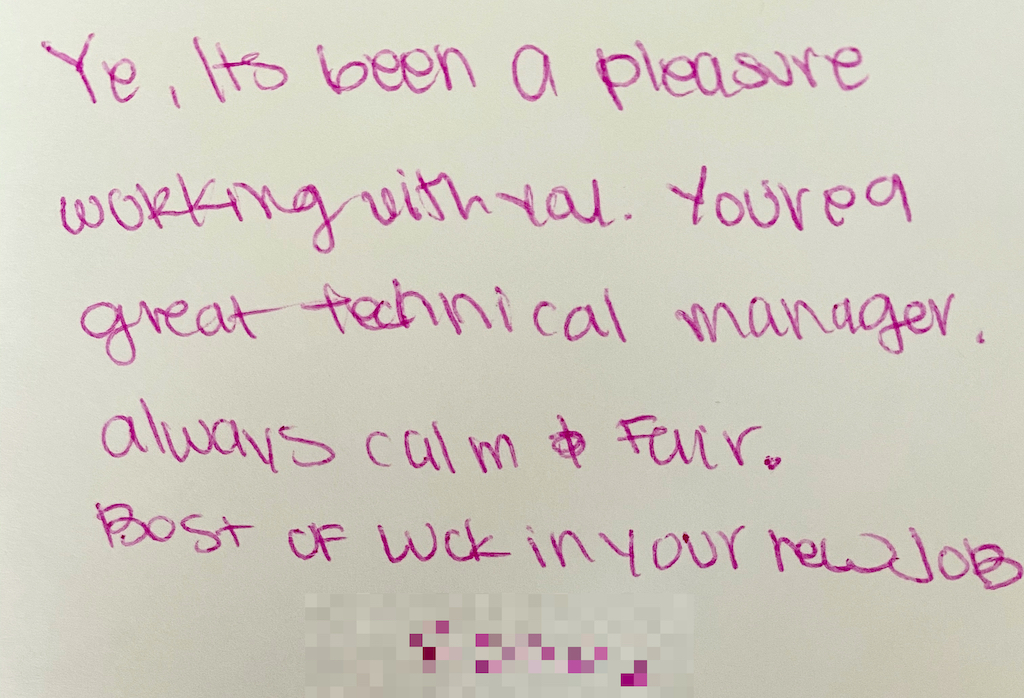 Ye, Its been a pleasure
working with you. Youre a
great technical manager.
always calm & Fair.
Best of luck in your new JOB